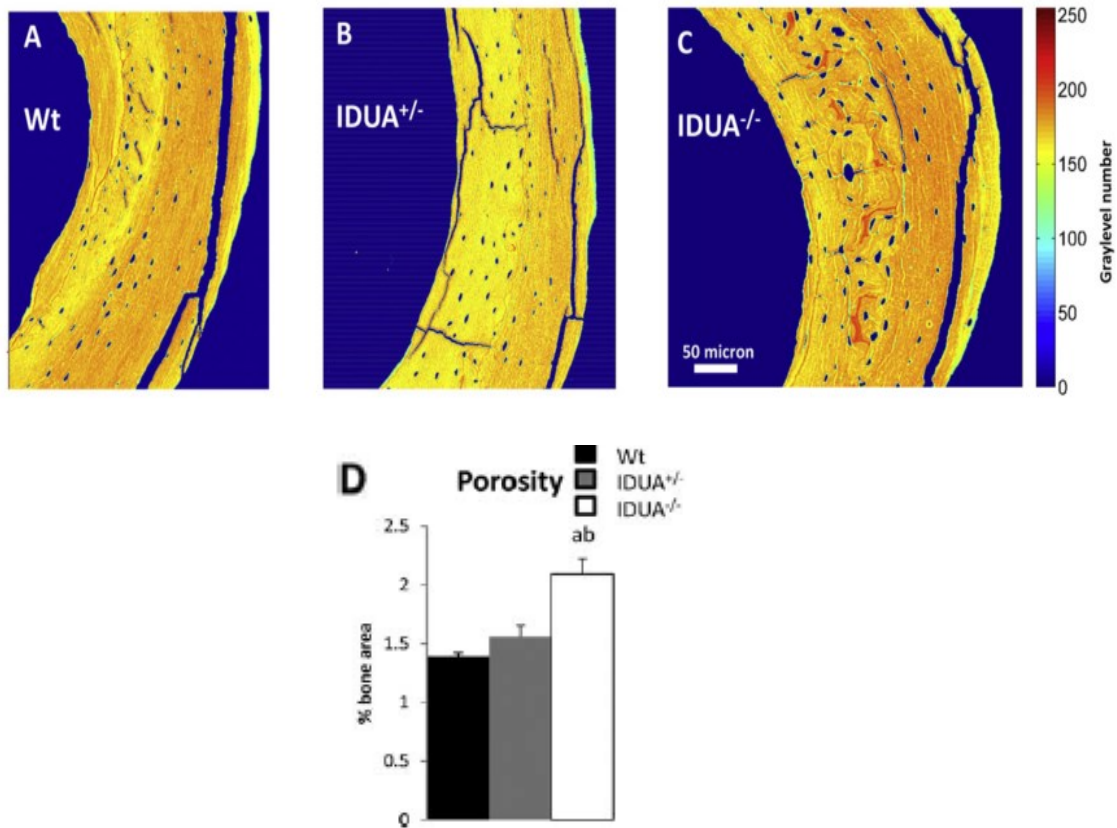 A
Wt
B
IDUA+/-
C
IDUA-/-
50 micron
250
200
150
100
50
0
Graylevel number
D
Porosity
Wt
IDUA+/-
IDUA-/-
ab
2.5
2
1.5
1
0.5
0
% bone area